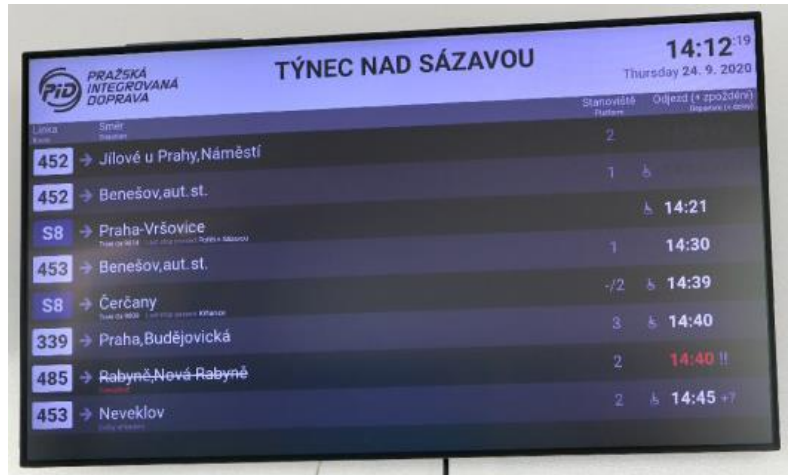 PID PRAŽSKÁ INTEGROVANÁ DOPRAVA
TÝNEC NAD SÁZAVOU
14:12:19
Thursday 24. 9. 2020
Linka Směr Stanoviště Odjezd (+ zpoždění)
Platform Departure (+ delay)
452 → Jílové u Prahy,Náměstí 2
452 → Benešov,aut.st. 1
S8 → Praha-Vršovice 14:21
453 → Benešov,aut.st. 1 14:30
S8 → Čerčany -/2 14:39
339 → Praha,Budějovická 3 14:40
485 → Rabyně,Nová Rabyně 2 14:40 !!
453 → Neveklov 2 14:45 +?